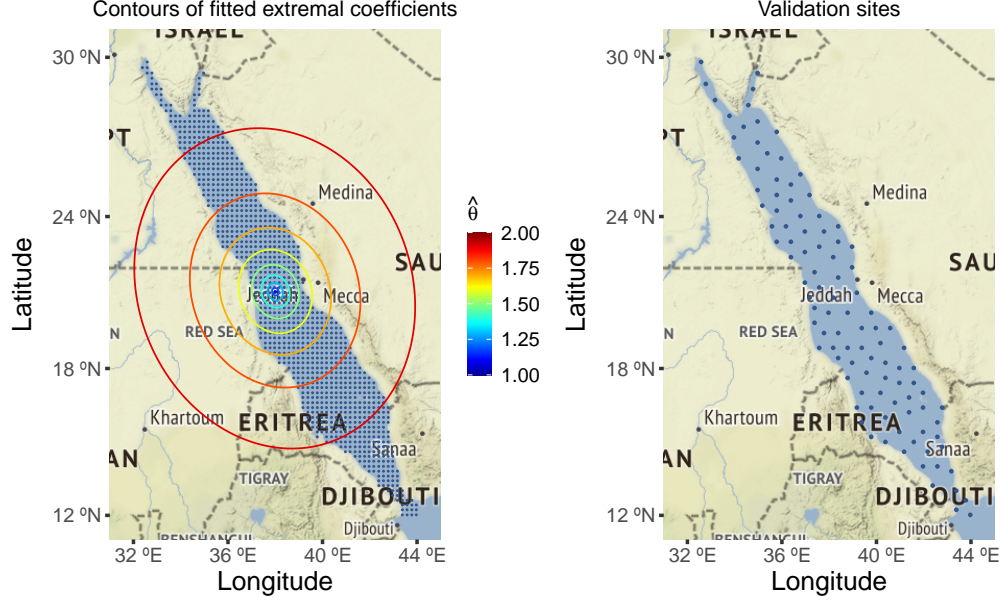 Contours of fitted extremal coefficients
ISRAEL
30 ºN
PT
Medina
24 ºN
SAU
Jeddah
Mecca
RED SEA
18 ºN
Khartoum
ERITREA
Sanaa
AN
TIGRAY
DJIBOUTI
12 ºN
Djibouti
BENSHANGUL
32 ºE
36 ºE
40 ºE
44 ºE
Longitude
Latitude
θ̂
2.00
1.75
1.50
1.25
1.00
Validation sites
ISRAEL
30 ºN
PT
Medina
24 ºN
SAU
Jeddah
Mecca
N
RED SEA
18 ºN
Khartoum
ERITREA
Sanaa
AN
TIGRAY
DJIBOUTI
12 ºN
Djibouti
BENSHANGUL
32 ºE
36 ºE
40 ºE
44 ºE
Longitude
Latitude